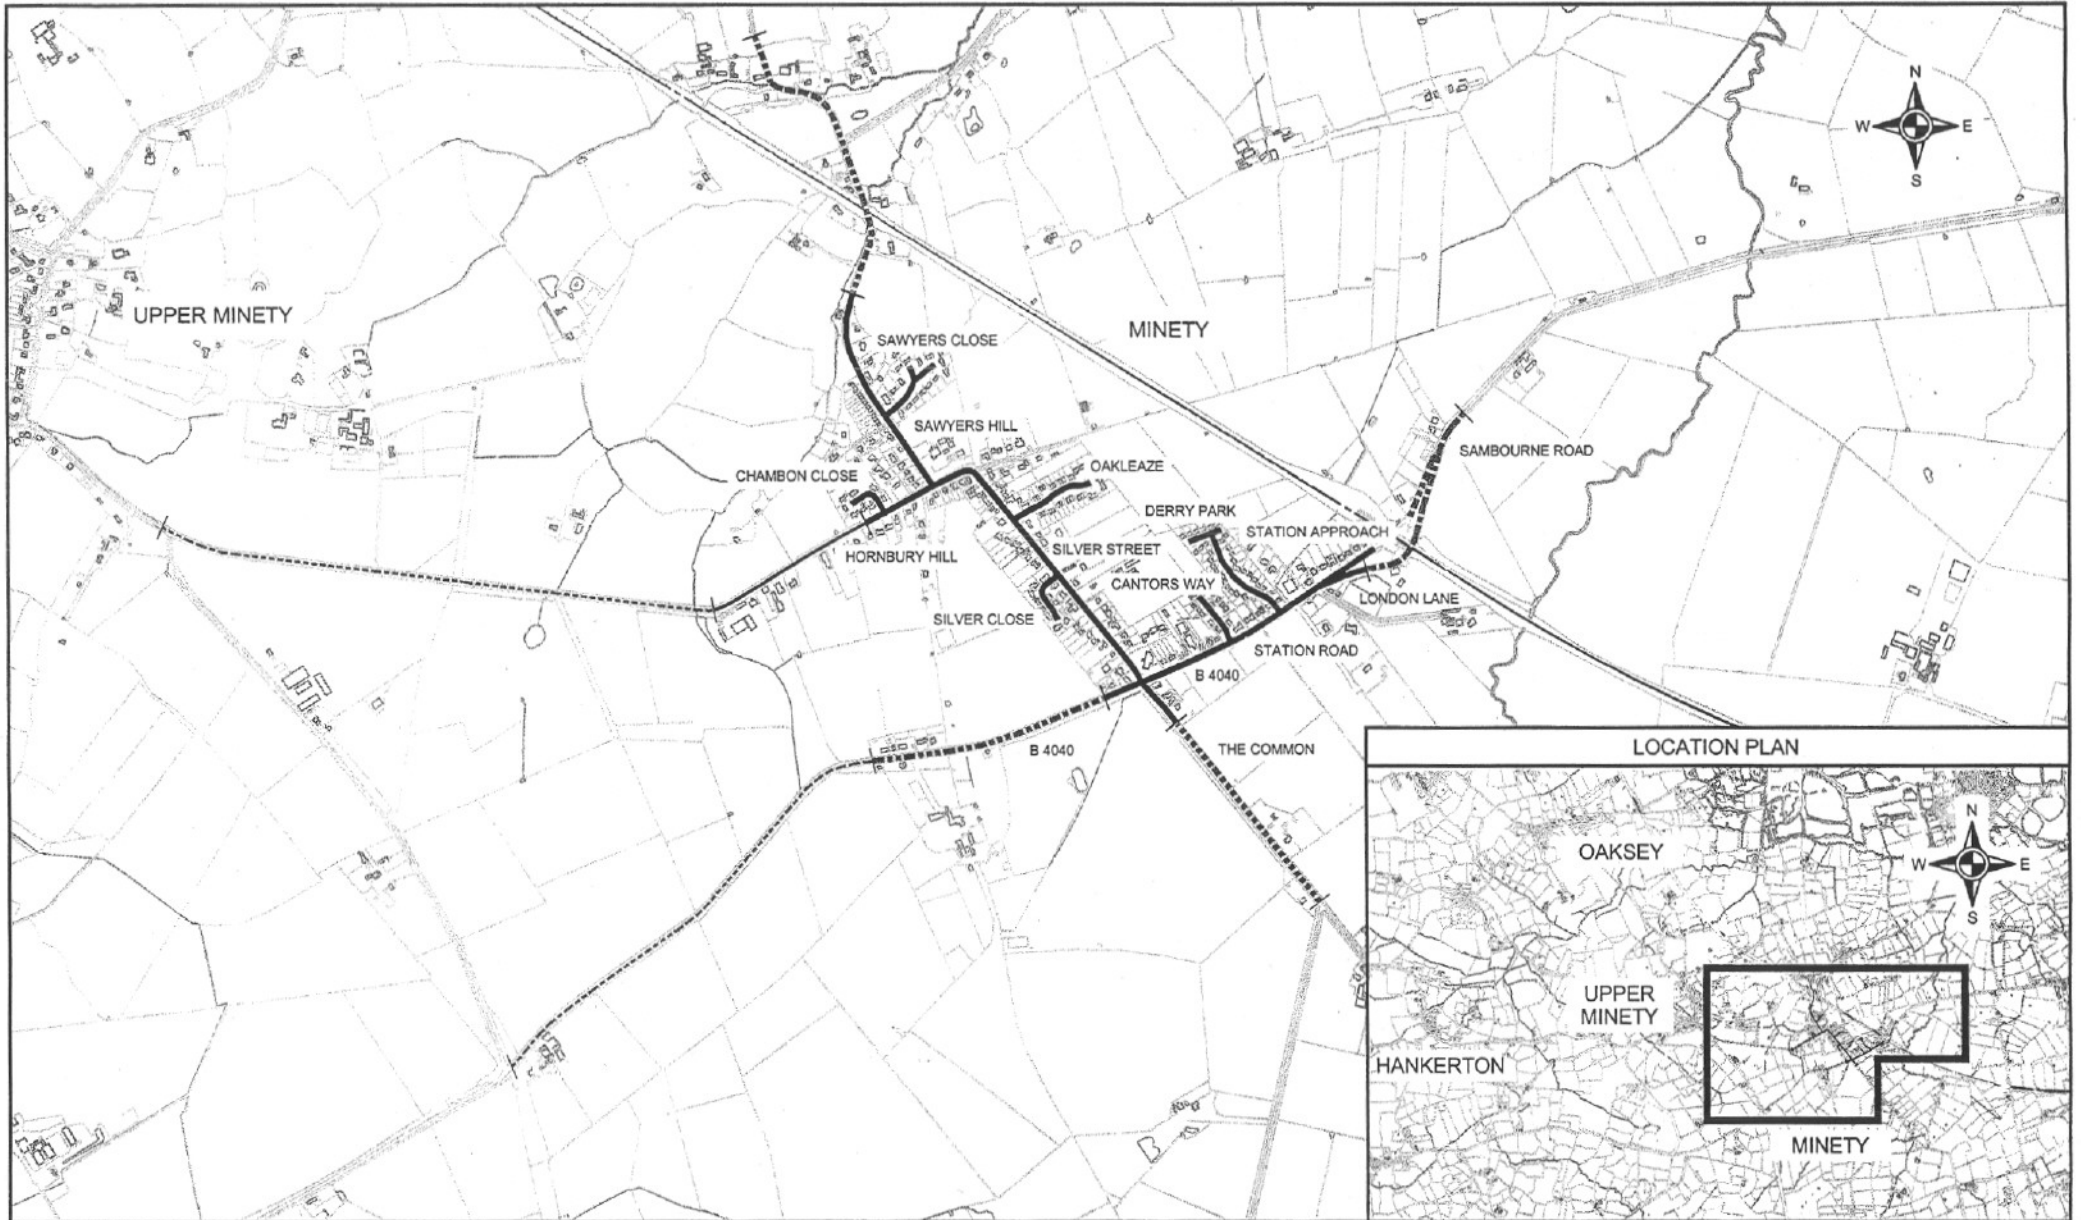 N
W E
S
UPPER MINETY
MINETY
SAWYERS CLOSE
SAWYERS HILL
SAMBOURNE ROAD
CHAMBON CLOSE
OAKLEAZE
DERRY PARK
STATION APPROACH
HORNBURY HILL
SILVER STREET
CANTORS WAY
LONDON LANE
SILVER CLOSE
STATION ROAD
B 4040
B 4040
THE COMMON
LOCATION PLAN
N
W E
S
OAKSEY
UPPER
MINETY
HANKERTON
MINETY